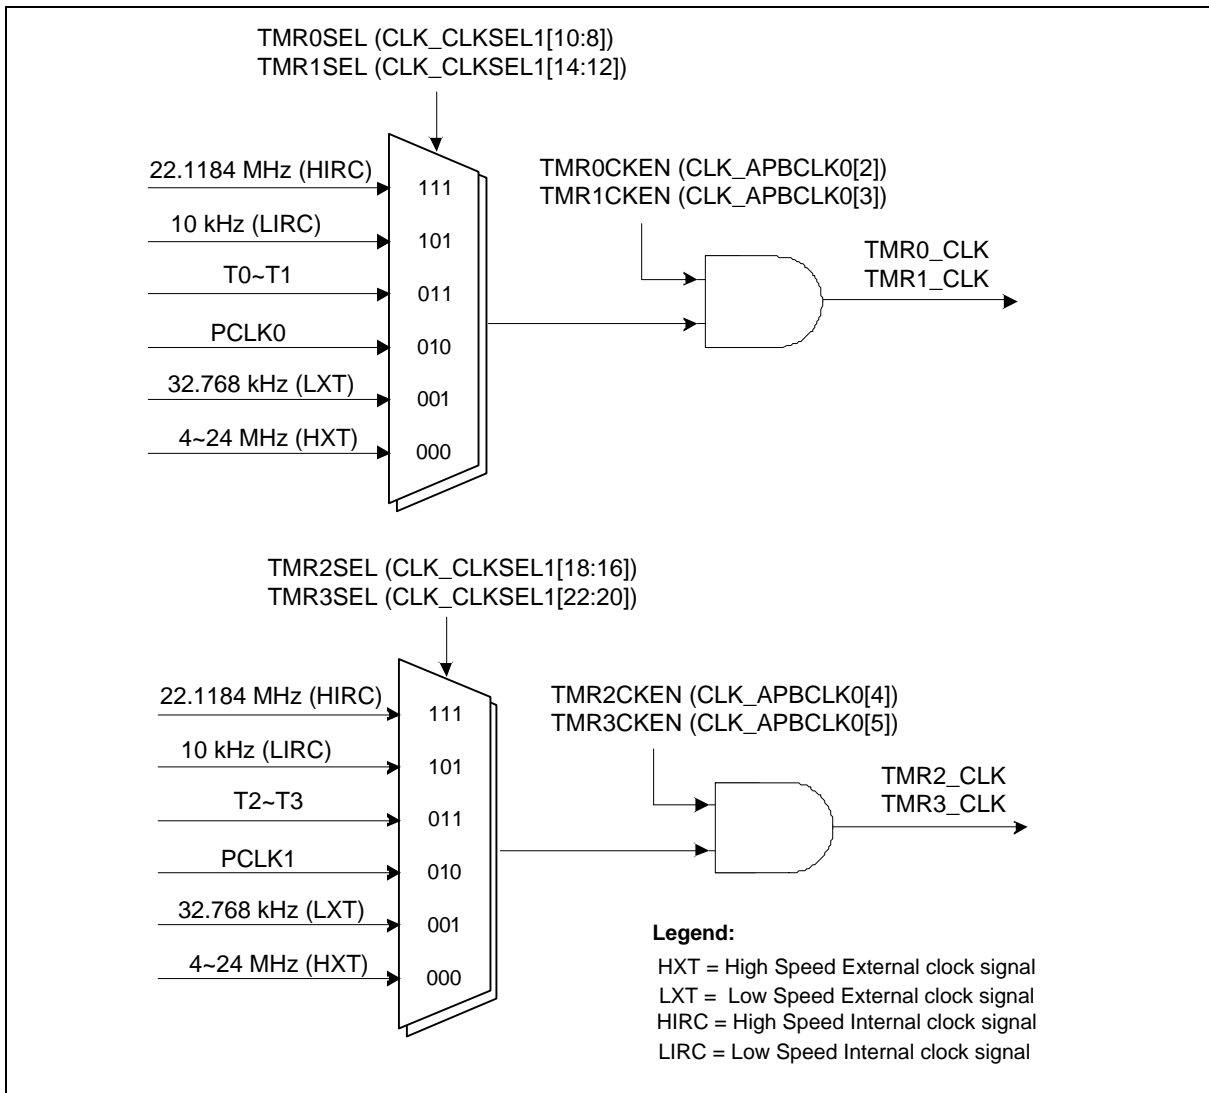 TMR0SEL (CLK_CLKSEL1[10:8])
TMR1SEL (CLK_CLKSEL1[14:12])
22.1184 MHz (HIRC)
111
TMR0CKEN (CLK_APBCLK0[2])
TMR1CKEN (CLK_APBCLK0[3])
10 kHz (LIRC)
101
TMR0_CLK
TMR1_CLK
T0~T1
011
PCLK0
010
32.768 kHz (LXT)
001
4~24 MHz (HXT)
000
TMR2SEL (CLK_CLKSEL1[18:16])
TMR3SEL (CLK_CLKSEL1[22:20])
22.1184 MHz (HIRC)
111
TMR2CKEN (CLK_APBCLK0[4])
TMR3CKEN (CLK_APBCLK0[5])
10 kHz (LIRC)
101
TMR2_CLK
TMR3_CLK
T2~T3
011
PCLK1
010
32.768 kHz (LXT)
001
4~24 MHz (HXT)
000
Legend:
HXT = High Speed External clock signal
LXT = Low Speed External clock signal
HIRC = High Speed Internal clock signal
LIRC = Low Speed Internal clock signal